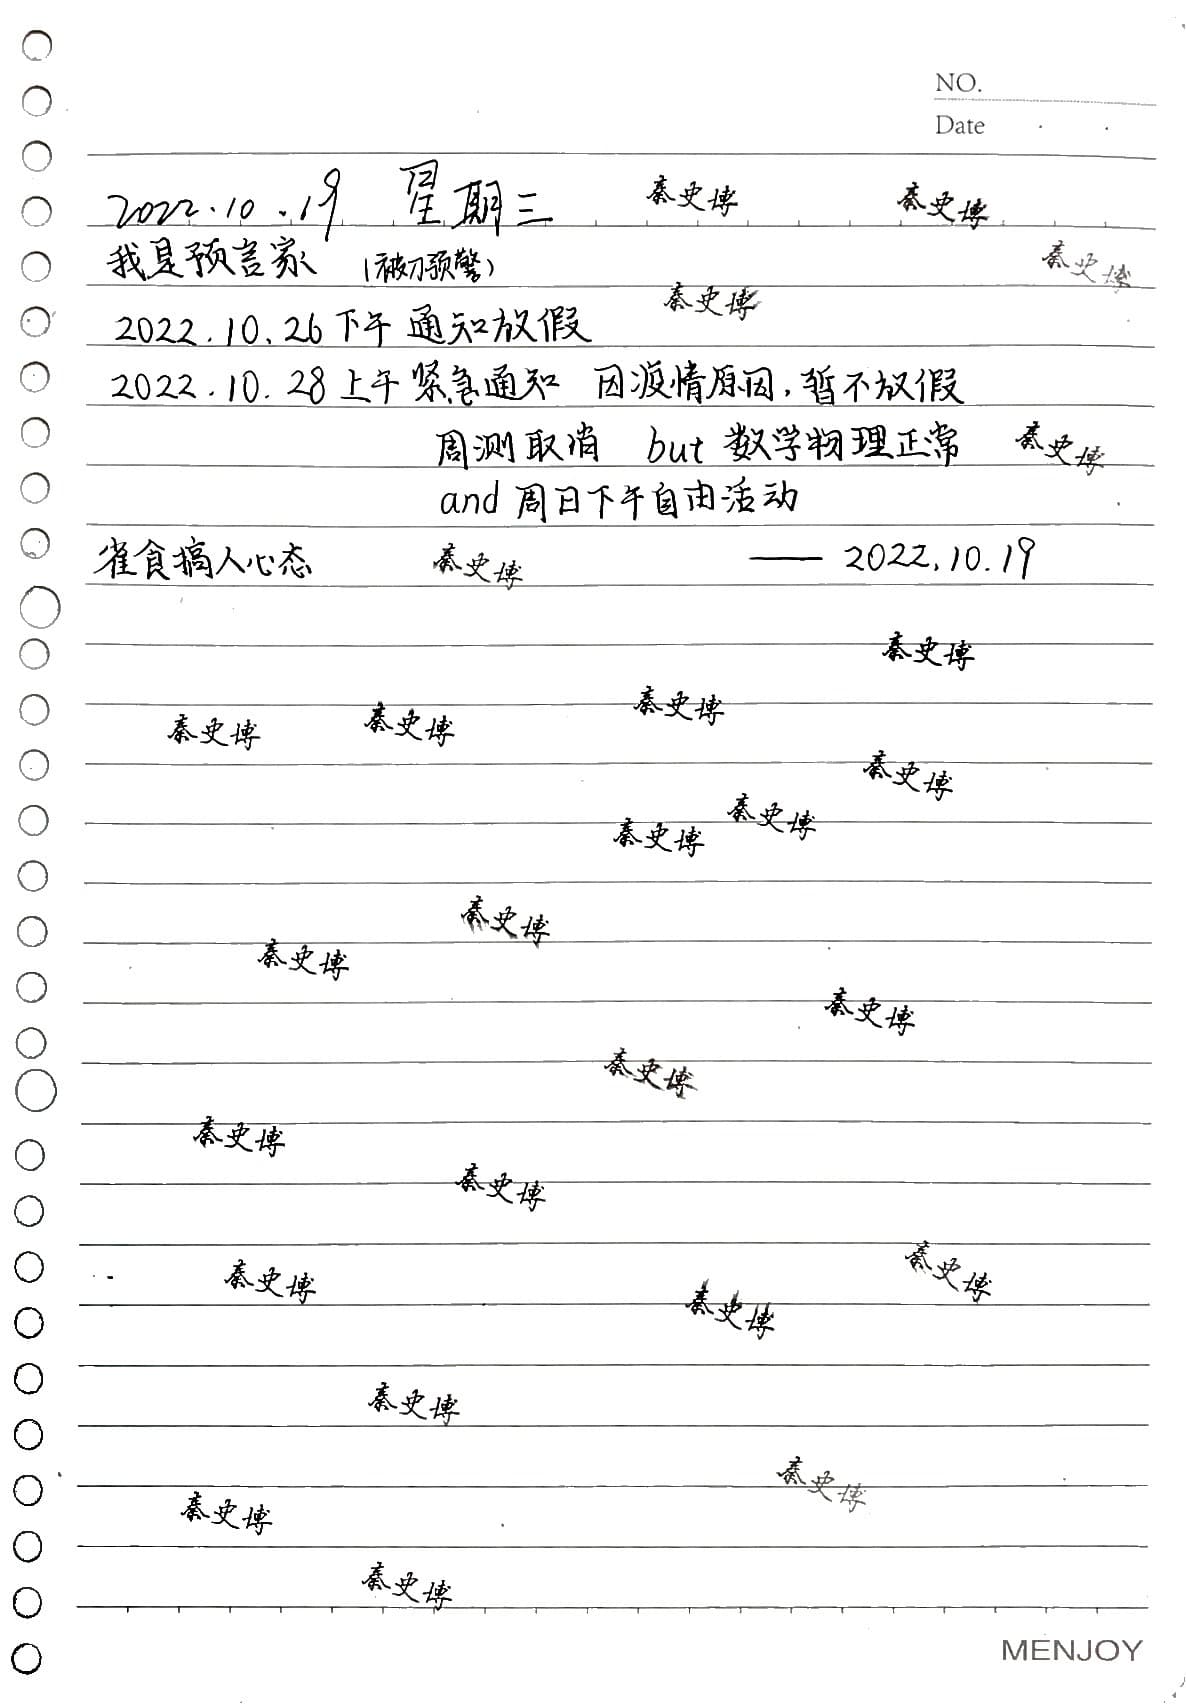 NO.
Date
2022.10.19 星期三 秦史博 秦史博
我是预言家 (被刀预警) 秦史博
秦史博
2022.10.26下午 通知放假
2022.10.28上午 紧急通知 因疫情原因,暂不放假
周测取消 but 数学物理正常 秦史博
and 周日下午自由活动
雀食搞人心态 秦史博 —— 2022.10.19
秦史博
秦史博 秦史博 秦史博
秦史博
秦史博 秦史博
秦史博
秦史博
秦史博
秦史博
秦史博
秦史博
秦史博 秦史博
秦史博
秦史博
秦史博
秦史博
秦史博
MENJOY